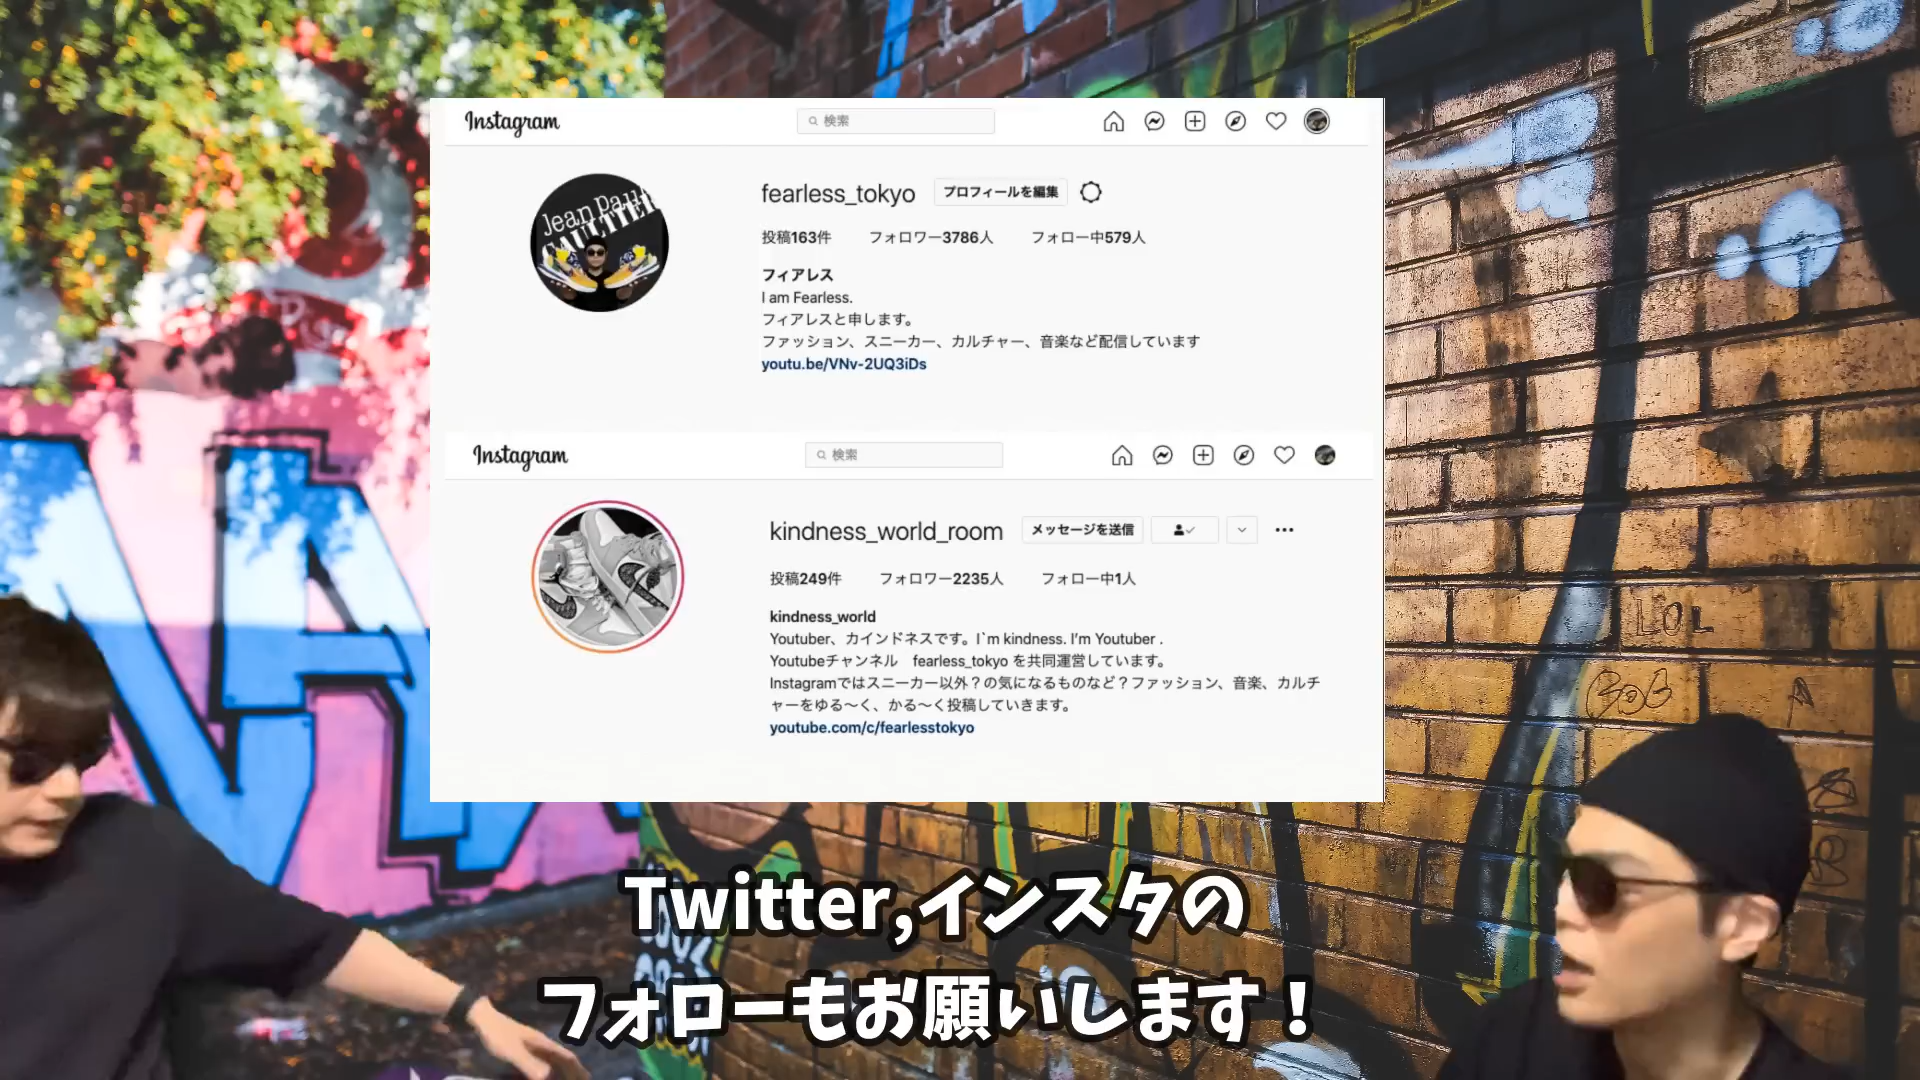 Instagram
検索
fearless_tokyo プロフィールを編集
投稿163件 フォロワー3786人 フォロー中579人
フィアレス
I am Fearless.
フィアレスと申します。
ファッション、スニーカー、カルチャー、音楽など配信しています
youtu.be/VNv-2UQ3iDs
Jean Paul
GAULTIER
Instagram
検索
kindness_world_room メッセージを送信
投稿249件 フォロワー2235人 フォロー中1人
kindness_world
Youtuber、カインドネスです。I`m kindness. I'm Youtuber .
Youtubeチャンネル　fearless_tokyo を共同運営しています。
Instagramではスニーカー以外？の気になるものなど？ファッション、音楽、カルチ
ャーをゆる〜く、かる〜く投稿していきます。
youtube.com/c/fearlesstokyo
LOL
BOB
A
Twitter,インスタの
フォローもお願いします！